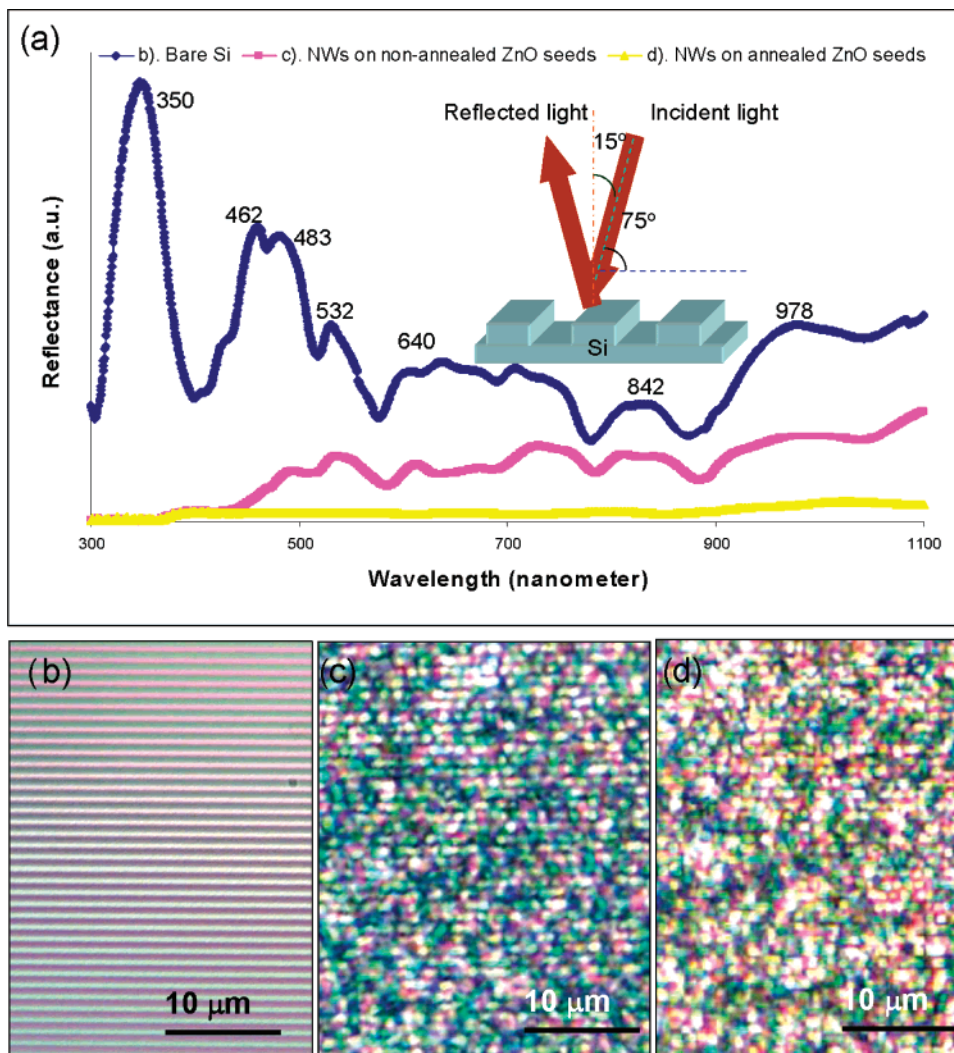 (a)
b). Bare Si c). NWs on non-annealed ZnO seeds d). NWs on annealed ZnO seeds
350
Reflected light Incident light
15°
462
483
75°
532
640
978
Si
842
Reflectance (a.u.)
300 500 700 900 1100
Wavelength (nanometer)
(b) (c) (d)
10 μm 10 μm 10 μm